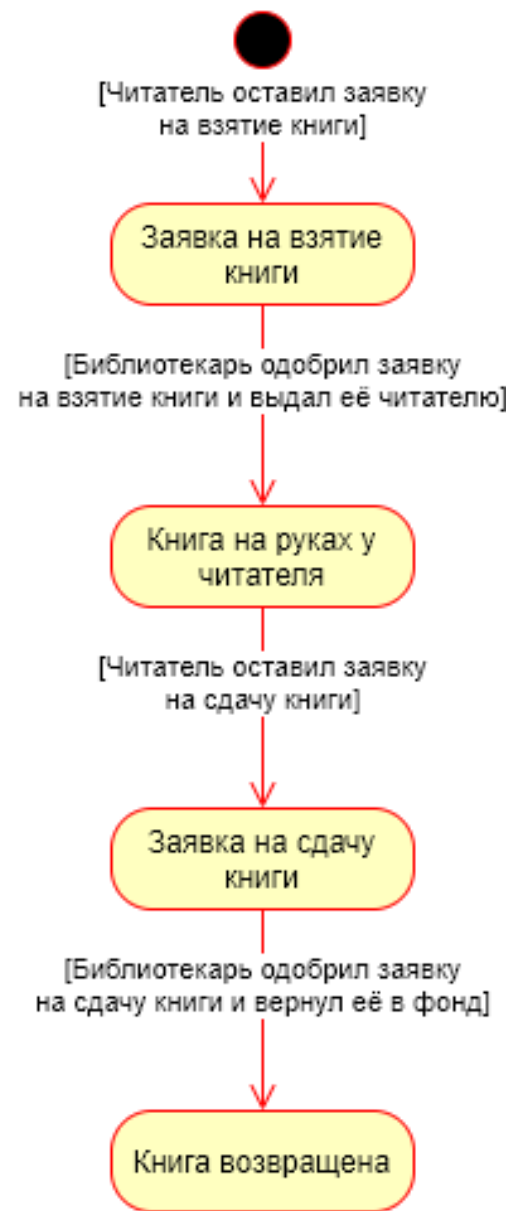 [Читатель оставил заявку
на взятие книги]
Заявка на взятие
книги
[Библиотекарь одобрил заявку
на взятие книги и выдал её читателю]
Книга на руках у
читателя
[Читатель оставил заявку
на сдачу книги]
Заявка на сдачу
книги
[Библиотекарь одобрил заявку
на сдачу книги и вернул её в фонд]
Книга возвращена